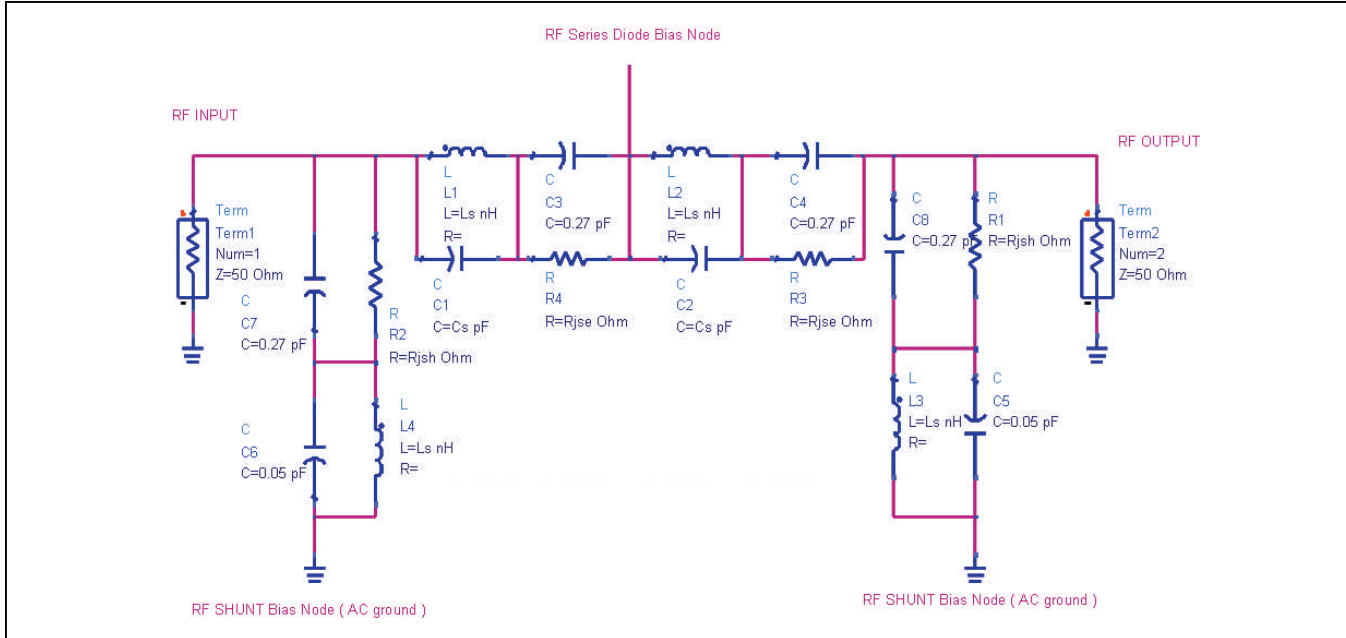 RF Series Diode Bias Node
RF INPUT
RF OUTPUT
Term
Term1
Num=1
Z=50 Ohm
C
C7
C=0.27 pF
R
R2
R=Rjsh Ohm
L
L1
L=Ls nH
R=
C
C1
C=Cs pF
C
C3
C=0.27 pF
R
R4
R=Rjse Ohm
L
L2
L=Ls nH
R=
C
C2
C=Cs pF
C
C4
C=0.27 pF
R
R3
R=Rjse Ohm
C
C8
C=0.27 pF
R
R1
R=Rjsh Ohm
Term
Term2
Num=2
Z=50 Ohm
C
C6
C=0.05 pF
L
L4
L=Ls nH
R=
L
L3
L=Ls nH
R=
C
C5
C=0.05 pF
RF SHUNT Bias Node ( AC ground )
RF SHUNT Bias Node ( AC ground )